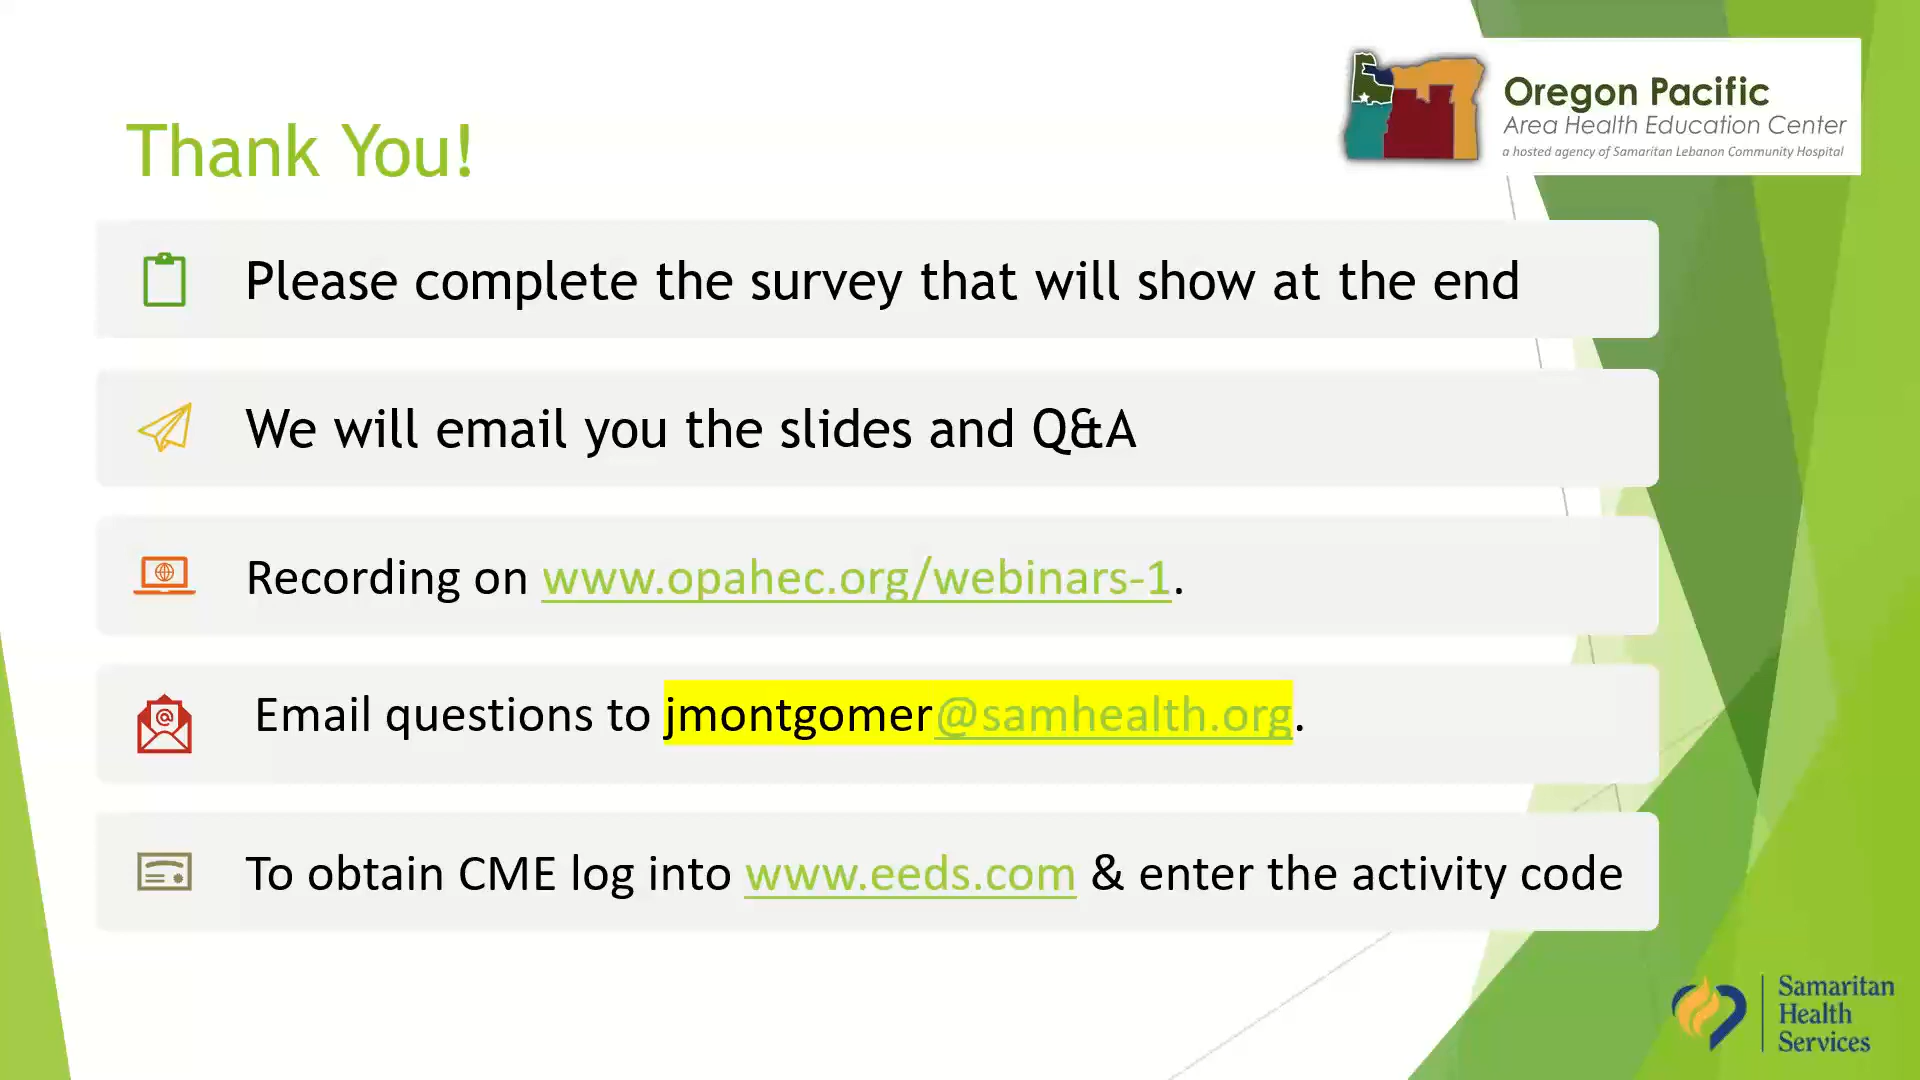 Oregon Pacific
Area Health Education Center
a hosted agency of Samaritan Lebanon Community Hospital
Thank You!
Please complete the survey that will show at the end
We will email you the slides and Q&A
Recording on www.opahec.org/webinars-1.
Email questions to jmontgomer@samhealth.org.
To obtain CME log into www.eeds.com & enter the activity code
Samaritan
Health
Services